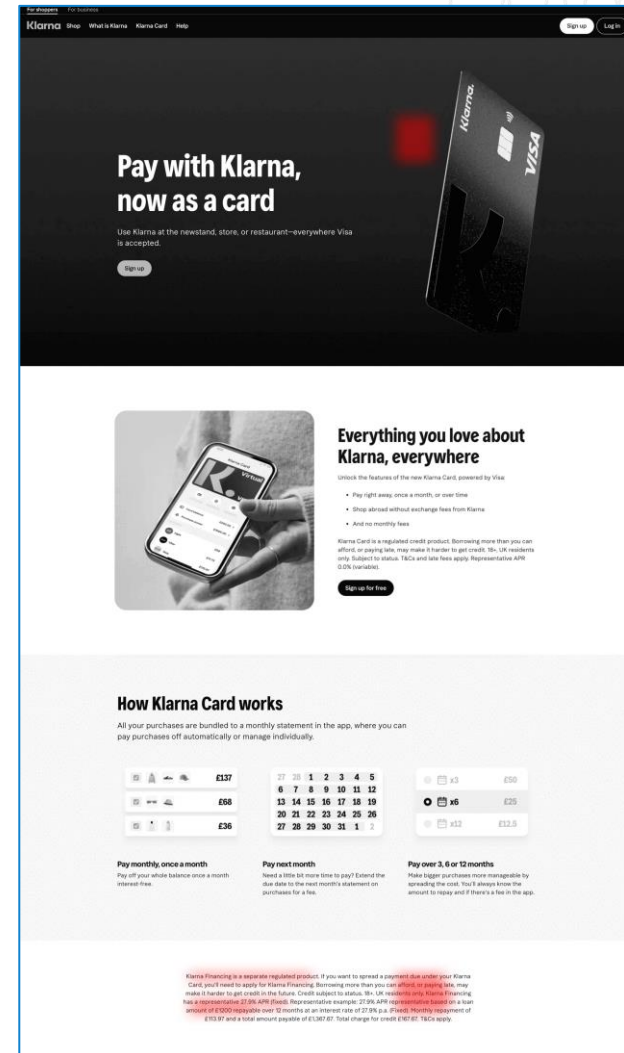 For shoppers For business
Klarna Shop What is Klarna Klarna Card Help Sign up Log in
Klarna.
VISA
Pay with Klarna,
now as a card
Use Klarna at the newstand, store, or restaurant—everywhere Visa
is accepted.
Sign up
Klarna Card
K. Virtual
Everything you love about
Klarna, everywhere
Unlock the features of the new Klarna Card, powered by Visa
• Pay right away, once a month, or over time
• Shop abroad without exchange fees from Klarna
• And no monthly fees
Klarna Card is a regulated credit product. Borrowing more than you can
afford, or paying late, may make it harder to get credit. 18+, UK residents
only. Subject to status. T&Cs and late fees apply. Representative APR
0.0% (variable).
Sign up for free
How Klarna Card works
All your purchases are bundled to a monthly statement in the app, where you can
pay purchases off automatically or manage individually.
£137
£68
£36
27 28 1 2 3 4 5
6 7 8 9 10 11 12
13 14 15 16 17 18 19
20 21 22 23 24 25 26
27 28 29 30 31 1 2
x3 £50
x6 £25
x12 £12.5
Pay monthly, once a month
Pay off your whole balance once a month
interest-free.
Pay next month
Need a little bit more time to pay? Extend the
due date to the next month's statement on
purchases for a fee.
Pay over 3, 6 or 12 months
Make bigger purchases more manageable by
spreading the cost. You'll always know the
amount to repay and if there's a fee in the app.
Klarna Financing is a separate regulated product. If you want to spread a payment due under your Klarna
Card, you'll need to apply for Klarna Financing. Borrowing more than you can afford, or paying late, may
make it harder to get credit in the future. Credit subject to status. 18+. UK residents only. Klarna Financing
has a representative 27.9% APR (fixed). Representative example: 27.9% APR representative based on a loan
amount of £1200 repayable over 12 months at an interest rate of 27.9% p.a. (Fixed). Monthly repayment of
£113.97 and a total amount payable of £1,367.67. Total charge for credit £167.67. T&Cs apply.